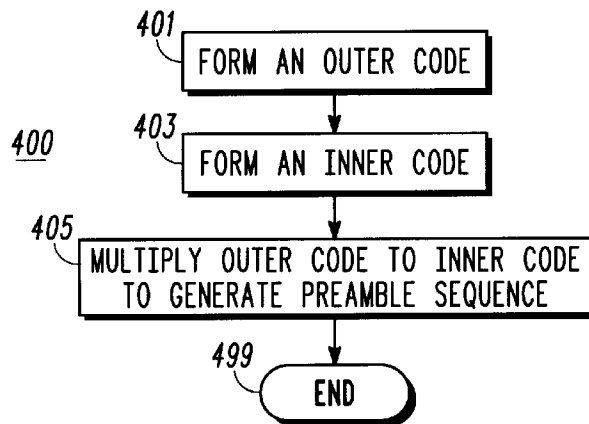 401
FORM AN OUTER CODE
400
403
FORM AN INNER CODE
405
MULTIPLY OUTER CODE TO INNER CODE
TO GENERATE PREAMBLE SEQUENCE
499
END